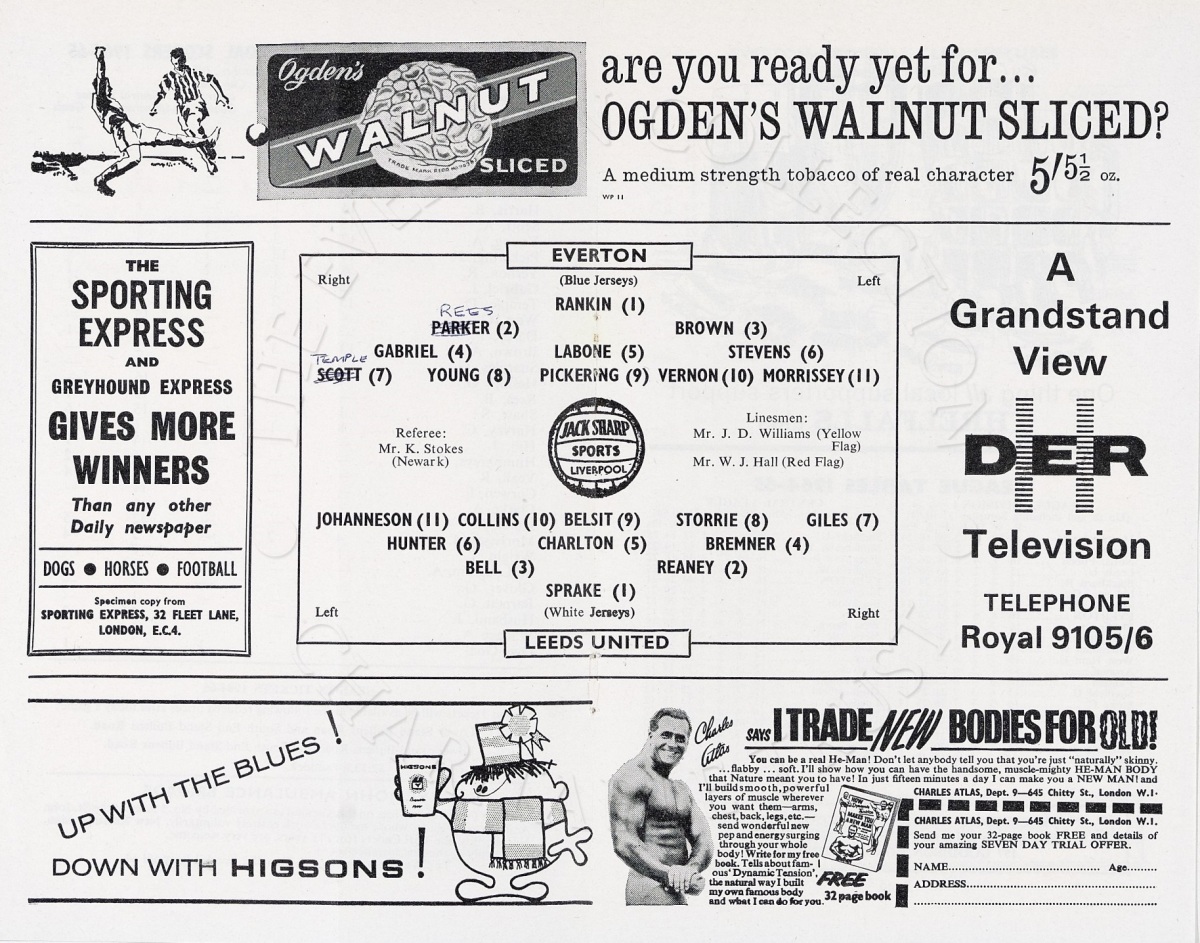 Ogden's
WALNUT
TRADE MARK REGD NO
SLICED
are you ready yet for...
OGDEN'S WALNUT SLICED?
A medium strength tobacco of real character 5/5½ oz.
WP 11
THE
SPORTING
EXPRESS
AND
GREYHOUND EXPRESS
GIVES MORE
WINNERS
Than any other
Daily newspaper
DOGS ● HORSES ● FOOTBALL
Specimen copy from
SPORTING EXPRESS, 32 FLEET LANE,
LONDON, E.C.4.
EVERTON
Right (Blue Jerseys) Left
RANKIN (1)
REES
PARKER (2) BROWN (3)
GABRIEL (4) LABONE (5) STEVENS (6)
TEMPLE
SCOTT (7) YOUNG (8) PICKERING (9) VERNON (10) MORRISSEY (11)
Referee:
Mr. K. Stokes
(Newark)
JACK SHARP
SPORTS
LIVERPOOL
Linesmen:
Mr. J. D. Williams (Yellow
Flag)
Mr. W. J. Hall (Red Flag)
JOHANNESON (11) COLLINS (10) BELSIT (9) STORRIE (8) GILES (7)
HUNTER (6) CHARLTON (5) BREMNER (4)
BELL (3) REANEY (2)
SPRAKE (1)
Left (White Jerseys) Right
LEEDS UNITED
A
Grandstand
View
DER
Television
TELEPHONE
Royal 9105/6
UP WITH THE BLUES!
DOWN WITH HIGSONS!
HIGSONS
Charles
Atlas
SAYS I TRADE NEW BODIES FOR OLD!
You can be a real He-Man! Don't let anybody tell you that you're just "naturally" skinny.
...flabby ... soft. I'll show how you can have the handsome, muscle-mighty HE-MAN BODY
that Nature meant you to have! In just fifteen minutes a day I can make you a NEW MAN! and
I'll build smooth, powerful
layers of muscle wherever
you want them—arms,
chest, back, legs, etc.—
send wonderful new
pep and energy surging
through your whole
body! Write for my free
book. Tells about fam-
ous 'Dynamic Tension',
the natural way I built
my own famous body
and what I can do for you.
FREE
32 page book
CHARLES ATLAS, Dept. 9—645 Chitty St., London W.1.
CHARLES ATLAS, Dept. 9—645 Chitty St., London W.1.
Send me your 32-page book FREE and details of
your amazing SEVEN DAY TRIAL OFFER.
NAME.................... Age........
ADDRESS....................
THE EVERTON COLLECTION
CHARITABLE TRUST